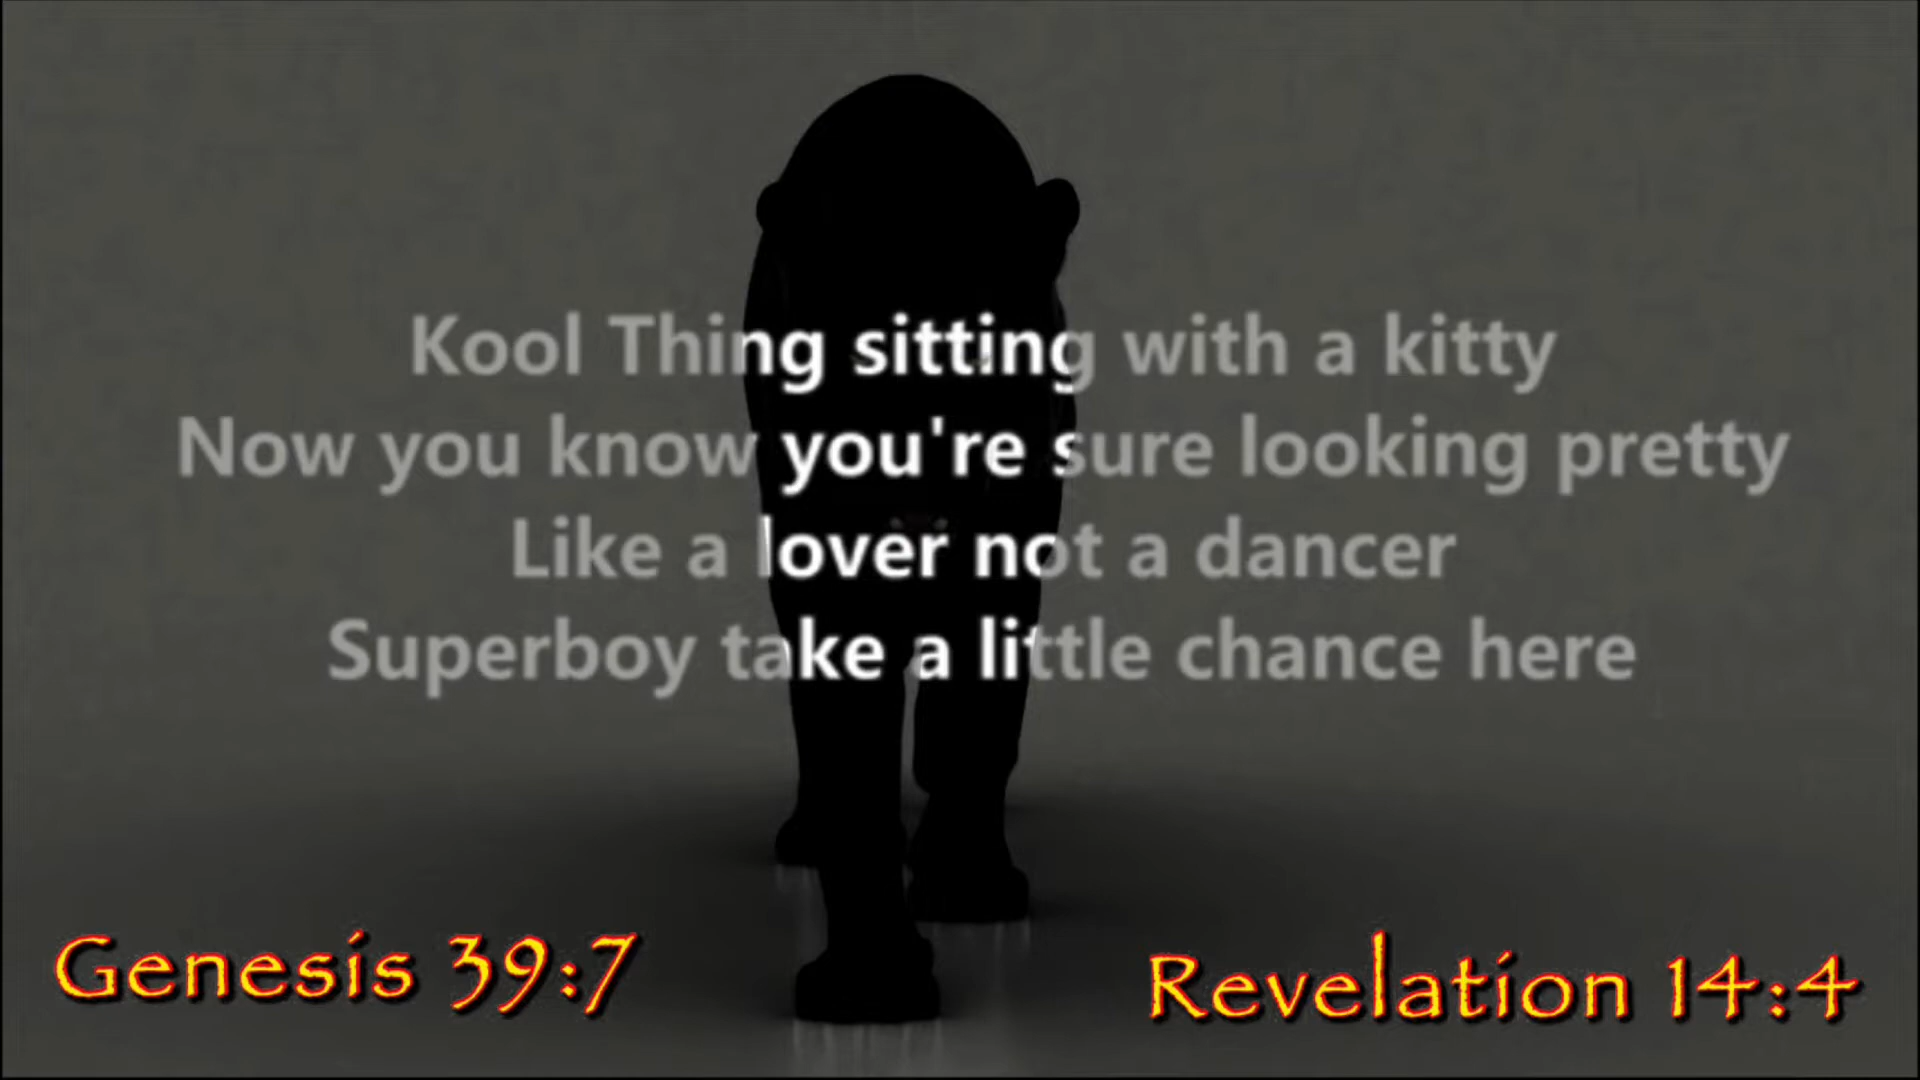 Kool Thing sitting with a kitty
Now you know you're sure looking pretty
Like a lover not a dancer
Superboy take a little chance here
Genesis 39:7
Revelation 14:4